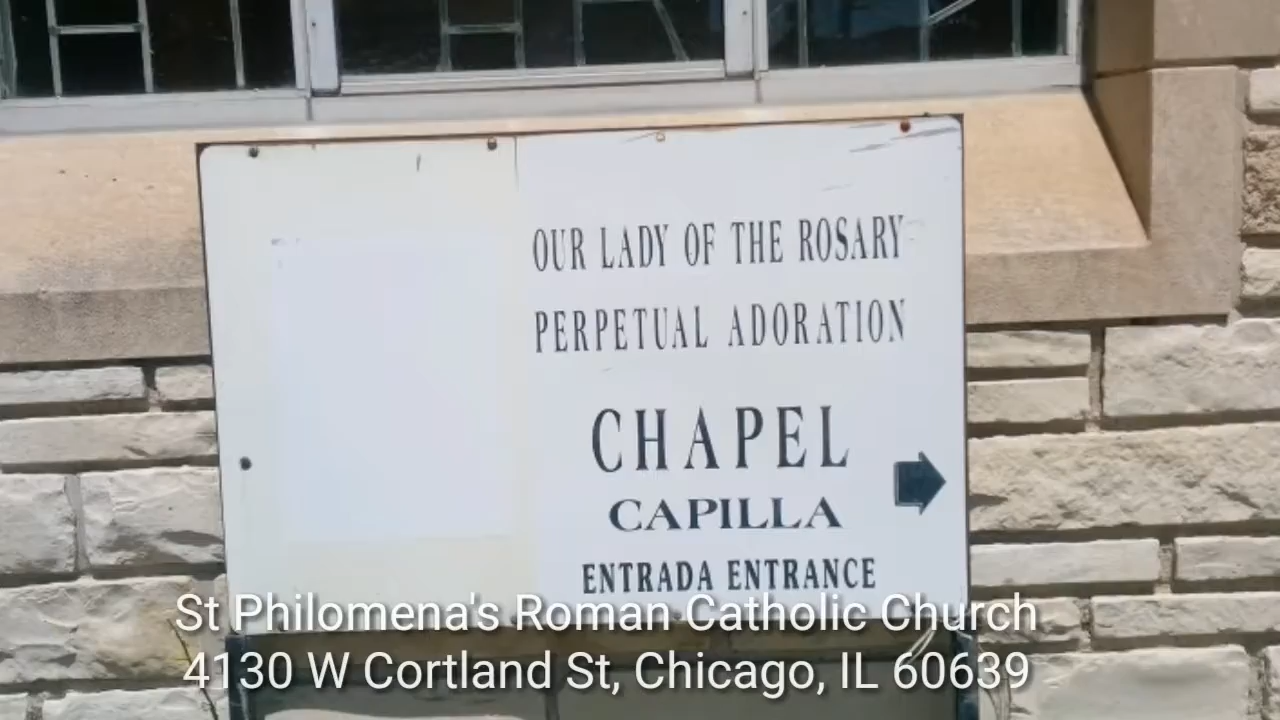 OUR LADY OF THE ROSARY
PERPETUAL ADORATION
CHAPEL
CAPILLA
ENTRADA ENTRANCE
St Philomena's Roman Catholic Church
4130 W Cortland St, Chicago, IL 60639